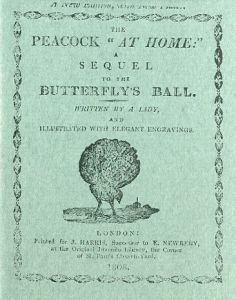 A NEW EDITION,
THE
PEACOCK "AT HOME:"
A
SEQUEL
TO THE
BUTTERFLY'S BALL.
WRITTEN BY A LADY,
AND
ILLUSTRATED WITH ELEGANT ENGRAVINGS.
LONDON:
Printed for J. HARRIS, Successor to E. NEWBERY,
at the Original Juvenile Library, the Corner
of St. Paul's Church-Yard.
1808.